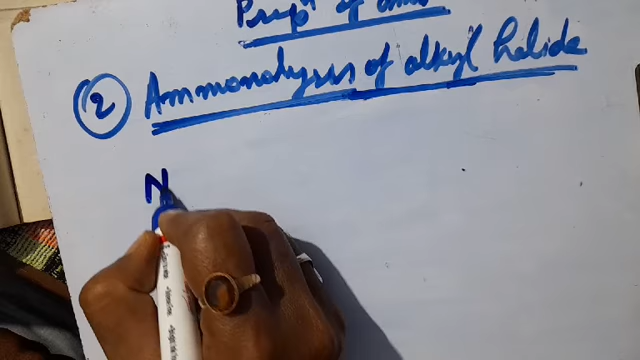 Prepⁿ of
(2) Ammonolysis of alkyl halide
N